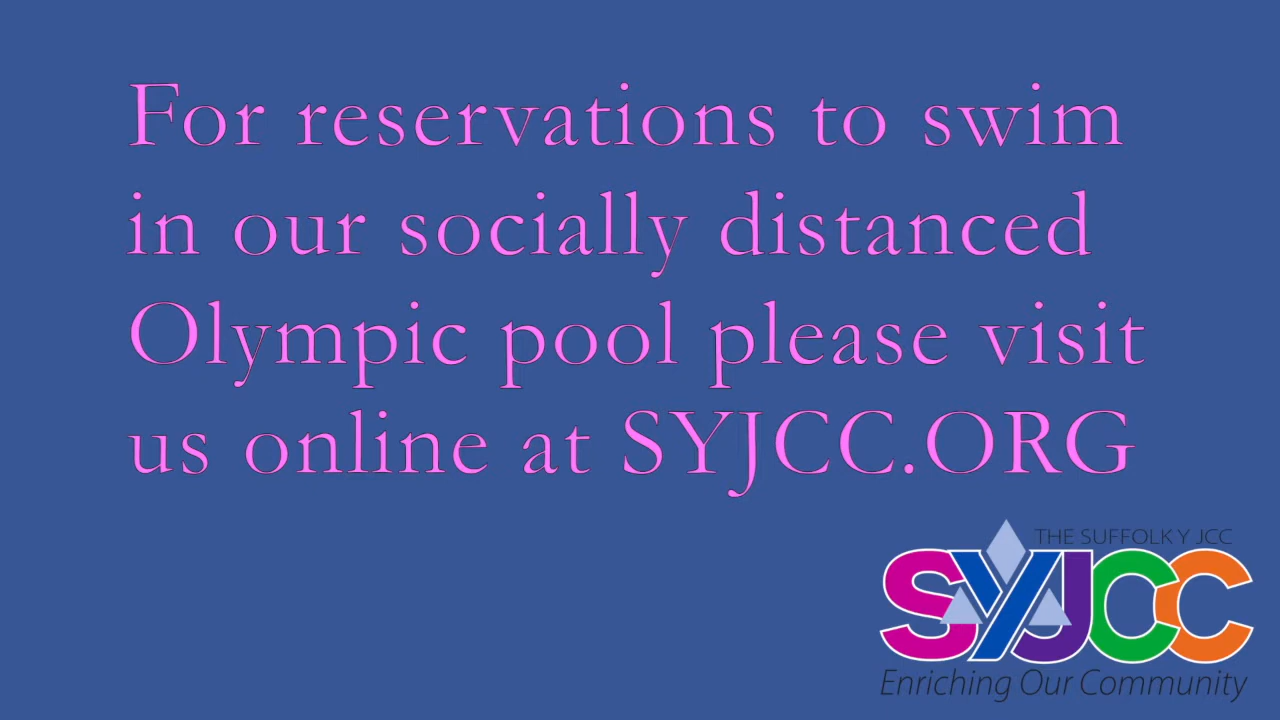 For reservations to swim
in our socially distanced
Olympic pool please visit
us online at SYJCC.ORG
THE SUFFOLK Y JCC
SYJCC
Enriching Our Community